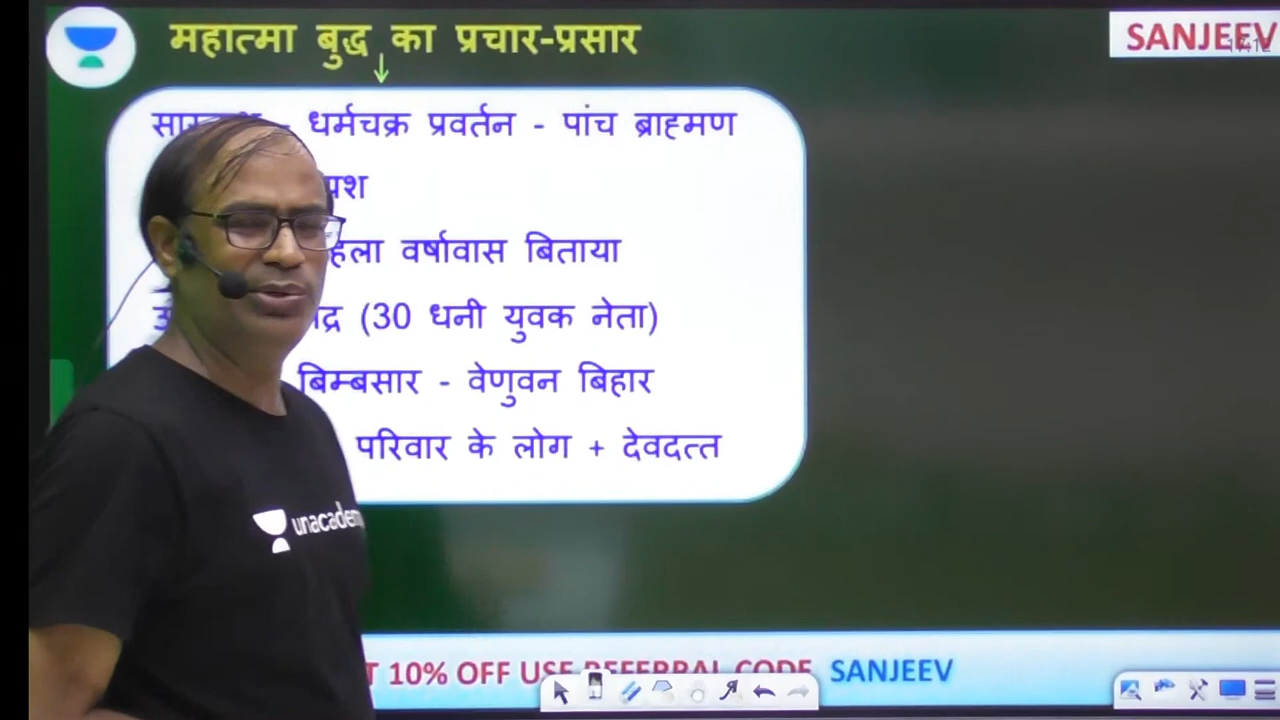 महात्मा बुद्ध का प्रचार-प्रसार
SANJEEV
धर्मचक्र प्रवर्तन - पांच ब्राह्मण
वर्षावास बिताया
(30 धनी युवक नेता)
बिम्बसार - वेणुवन बिहार
परिवार के लोग + देवदत्त
unacademy
10% OFF USE REFERRAL CODE SANJEEV